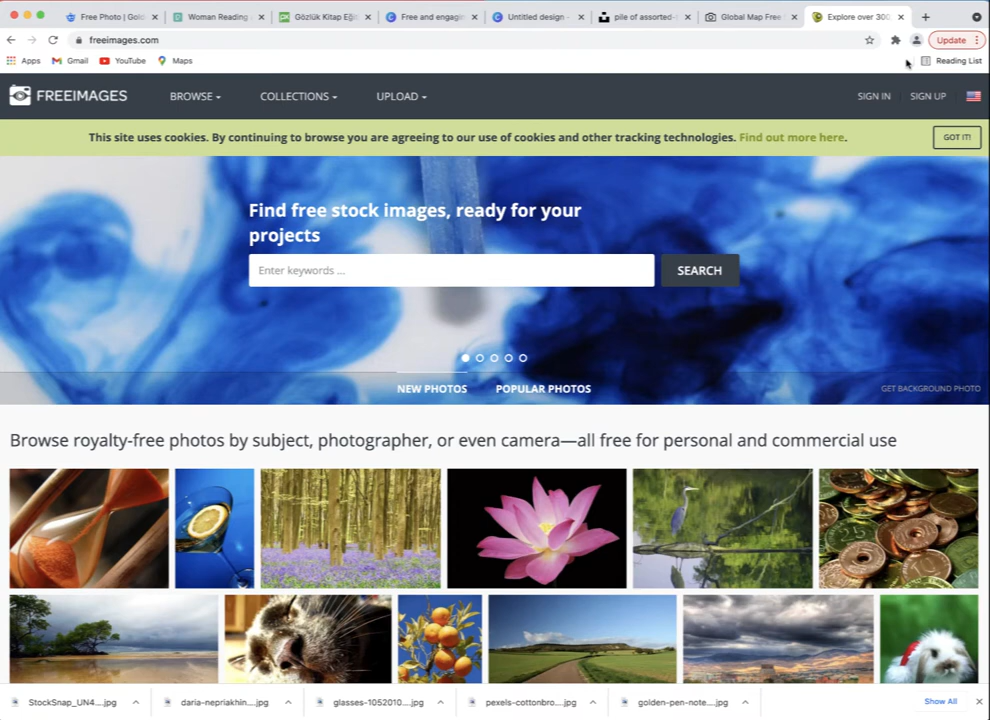 Free Photo | Gol
Woman Reading
Gözlük Kitap Eğit
Free and engagi
Untitled design -
pile of assorted-
Global Map Free
Explore over 300,
freeimages.com
Update
Apps
Gmail
YouTube
Maps
Reading List
FREEIMAGES
BROWSE
COLLECTIONS
UPLOAD
SIGN IN
SIGN UP
This site uses cookies. By continuing to browse you are agreeing to our use of cookies and other tracking technologies. Find out more here.
GOT IT!
Find free stock images, ready for your
projects
Enter keywords ...
SEARCH
NEW PHOTOS
POPULAR PHOTOS
GET BACKGROUND PHOTO
Browse royalty-free photos by subject, photographer, or even camera—all free for personal and commercial use
StockSnap_UN4....jpg
daria-nepriakhin....jpg
glasses-1052010....jpg
pexels-cottonbro....jpg
golden-pen-note....jpg
Show All